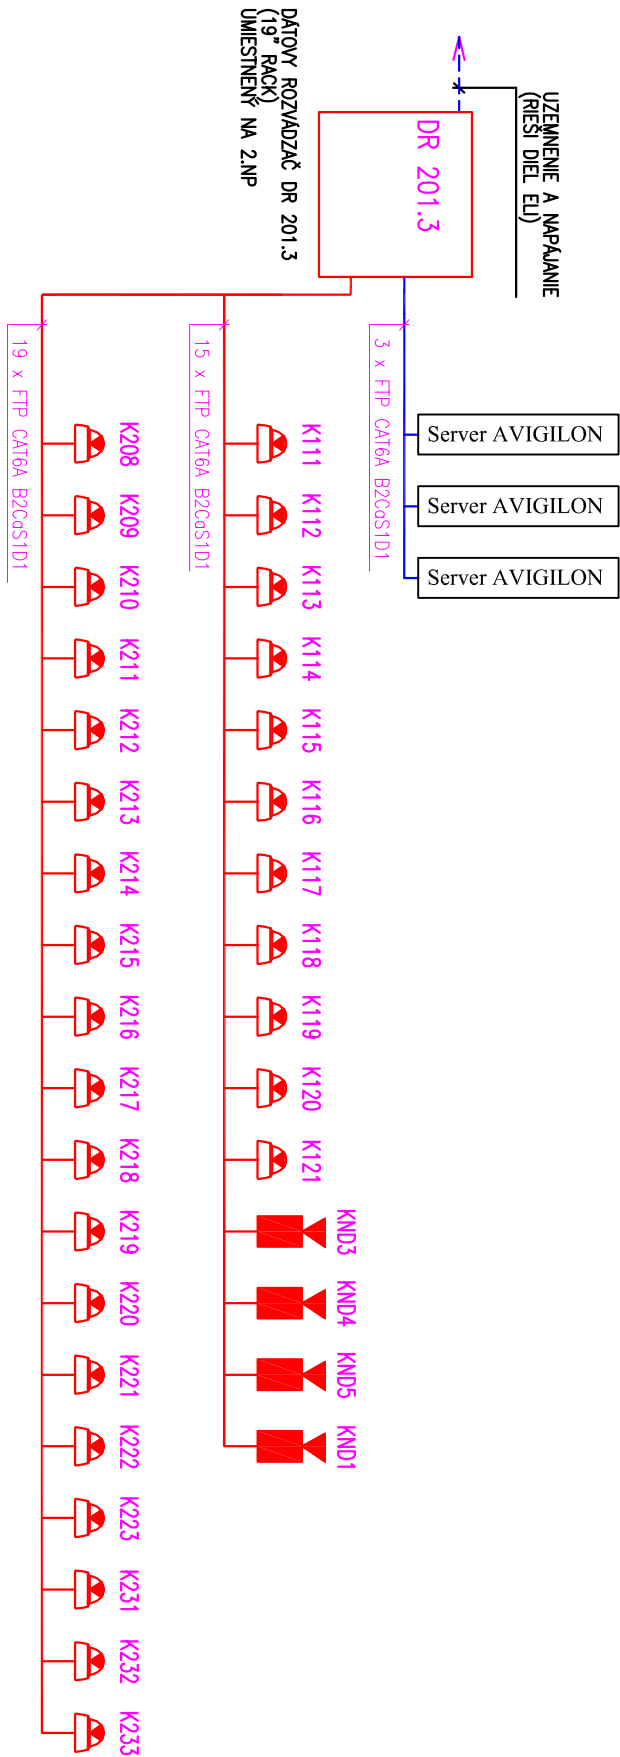 UZEMNENIE A NAPÁJANIE
(RIEŠI DIEL ELI)
DR 201.3
DÁTOVY ROZVÁDZAČ DR 201.3
(19” RACK)
UMIESTNENÝ NA 2.NP
3 x FTP CAT6A B2CaS1D1
Server AVIGILON
Server AVIGILON
Server AVIGILON
15 x FTP CAT6A B2CaS1D1
K111
K112
K113
K114
K115
K116
K117
K118
K119
K120
K121
KND3
KND4
KND5
KND1
19 x FTP CAT6A B2CaS1D1
K208
K209
K210
K211
K212
K213
K214
K215
K216
K217
K218
K219
K220
K221
K222
K223
K231
K232
K233